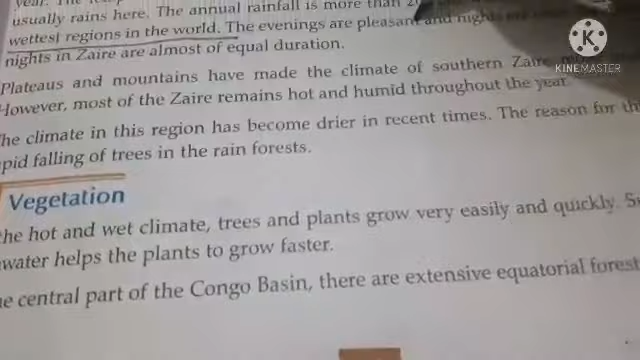 year. The
usually rains here. The annual rainfall is more than
wettest regions in the world. The evenings are pleasant and nights are
nights in Zaire are almost of equal duration.
KINEMASTER
Plateaus and mountains have made the climate of southern Zaire
However, most of the Zaire remains hot and humid throughout the year.
he climate in this region has become drier in recent times. The reason for th
pid falling of trees in the rain forests.
Vegetation
he hot and wet climate, trees and plants grow very easily and quickly. S
water helps the plants to grow faster.
e central part of the Congo Basin, there are extensive equatorial forest